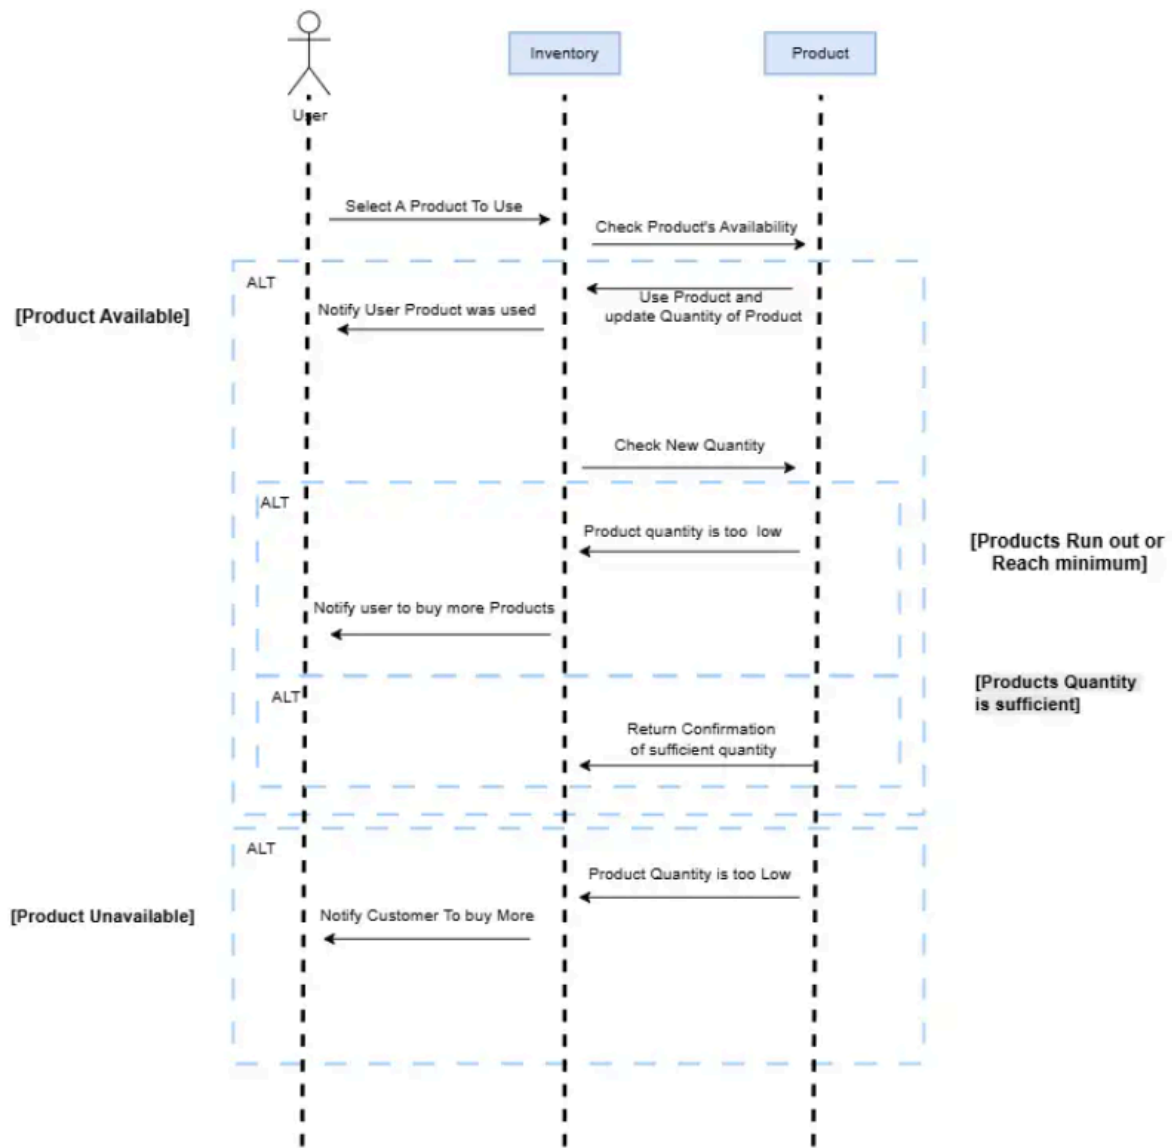 Inventory
Product
User
Select A Product To Use
Check Product's Availability
ALT
[Product Available]
Use Product and
update Quantity of Product
Notify User Product was used
Check New Quantity
ALT
Product quantity is too low
[Products Run out or
Reach minimum]
Notify user to buy more Products
ALT
[Products Quantity
is sufficient]
Return Confirmation
of sufficient quantity
ALT
Product Quantity is too Low
[Product Unavailable]
Notify Customer To buy More